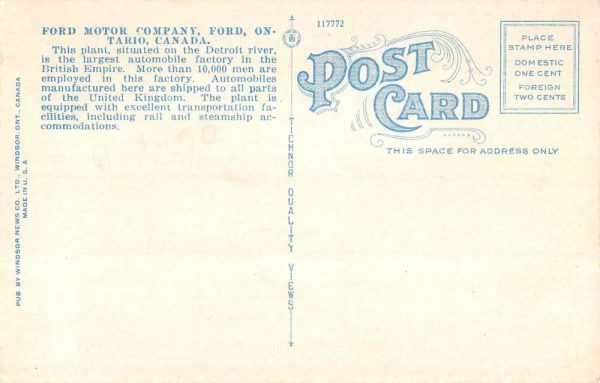 FORD MOTOR COMPANY, FORD, ON-
TARIO, CANADA.
This plant, situated on the Detroit river,
is the largest automobile factory in the
British Empire. More than 10,000 men are
employed in this factory. Automobiles
manufactured here are shipped to all parts
of the United Kingdom. The plant is
equipped with excellent transportation fa-
cilities, including rail and steamship ac-
commodations.
PUB. BY WINDSOR NEWS CO. LTD., WINDSOR, ONT., CANADA
MADE IN U. S. A.
TICHNOR QUALITY VIEWS
117772
POST
CARD
THIS SPACE FOR ADDRESS ONLY
PLACE
STAMP HERE
DOMESTIC
ONE CENT
FOREIGN
TWO CENTS